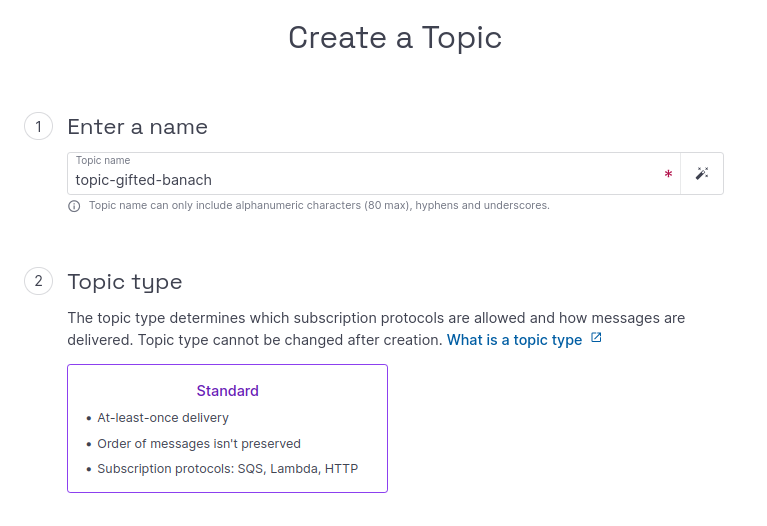 Create a Topic
1 Enter a name
Topic name
topic-gifted-banach *
Topic name can only include alphanumeric characters (80 max), hyphens and underscores.
2 Topic type
The topic type determines which subscription protocols are allowed and how messages are
delivered. Topic type cannot be changed after creation. What is a topic type
Standard
• At-least-once delivery
• Order of messages isn't preserved
• Subscription protocols: SQS, Lambda, HTTP